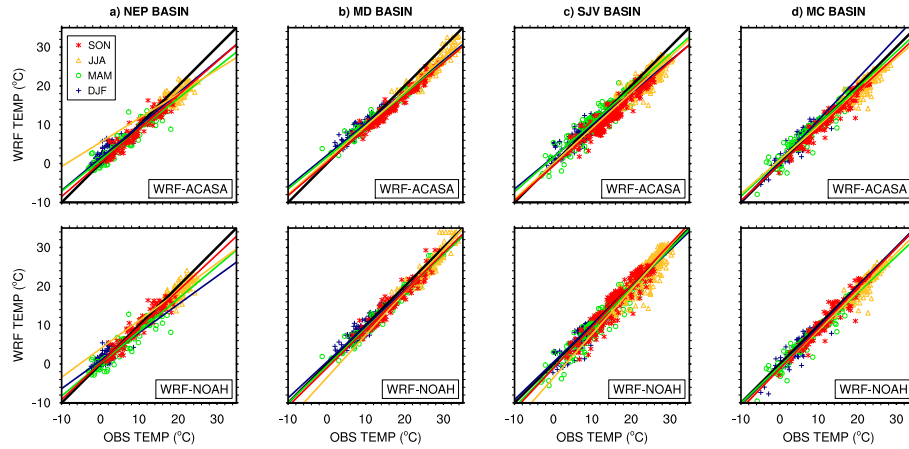 a) NEP BASIN
b) MD BASIN
c) SJV BASIN
d) MC BASIN
WRF TEMP (°C)
30
20
10
0
-10
SON
JJA
MAM
DJF
WRF-ACASA
WRF-ACASA
WRF-ACASA
WRF-ACASA
WRF TEMP (°C)
30
20
10
0
-10
WRF-NOAH
WRF-NOAH
WRF-NOAH
WRF-NOAH
-10 0 10 20 30
-10 0 10 20 30
-10 0 10 20 30
-10 0 10 20 30
OBS TEMP (°C)
OBS TEMP (°C)
OBS TEMP (°C)
OBS TEMP (°C)